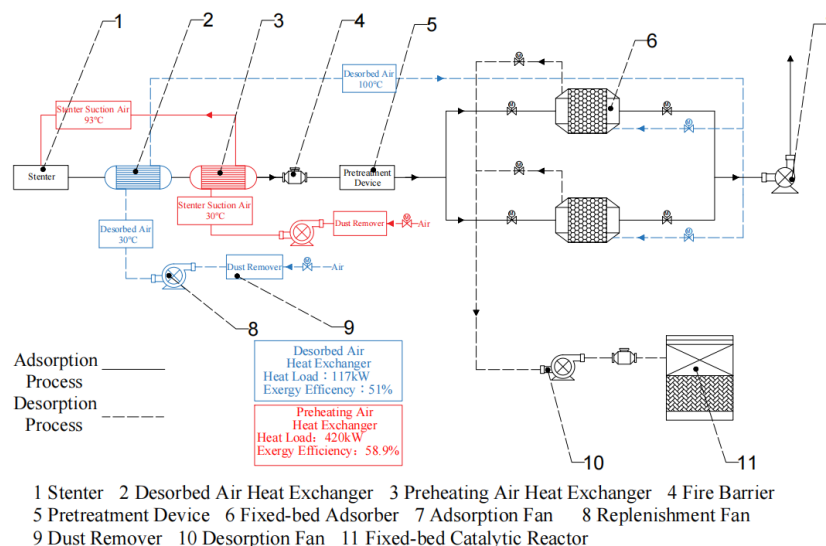 1
2
3
4
5
6
Desorbed Air
100℃
Stenter Suction Air
93℃
Stenter
Pretreatment
Device
Stenter Suction Air
30℃
Desorbed Air
30℃
Dust Remover
Air
Dust Remover
Air
8
9
Desorbed Air
Heat Exchanger
Heat Load：117kW
Exergy Efficency：51%
Adsorption
Process
Desorption
Process
Preheating Air
Heat Exchanger
Heat Load：420kW
Exergy Efficiency：58.9%
10
11
1 Stenter 2 Desorbed Air Heat Exchanger 3 Preheating Air Heat Exchanger 4 Fire Barrier
5 Pretreatment Device 6 Fixed-bed Adsorber 7 Adsorption Fan 8 Replenishment Fan
9 Dust Remover 10 Desorption Fan 11 Fixed-bed Catalytic Reactor